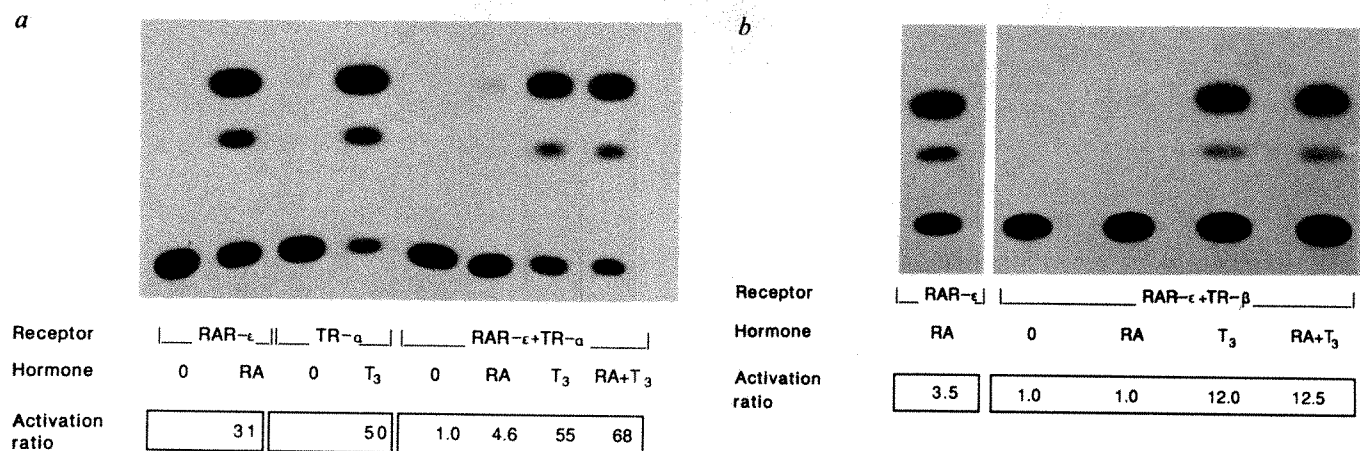 a
Receptor RAR-ε TR-α RAR-ε+TR-α
Hormone 0 RA 0 T3 0 RA T3 RA+T3
Activation ratio 31 50 1.0 4.6 55 68
b
Receptor RAR-ε RAR-ε+TR-β
Hormone RA 0 RA T3 RA+T3
Activation ratio 3.5 1.0 1.0 12.0 12.5